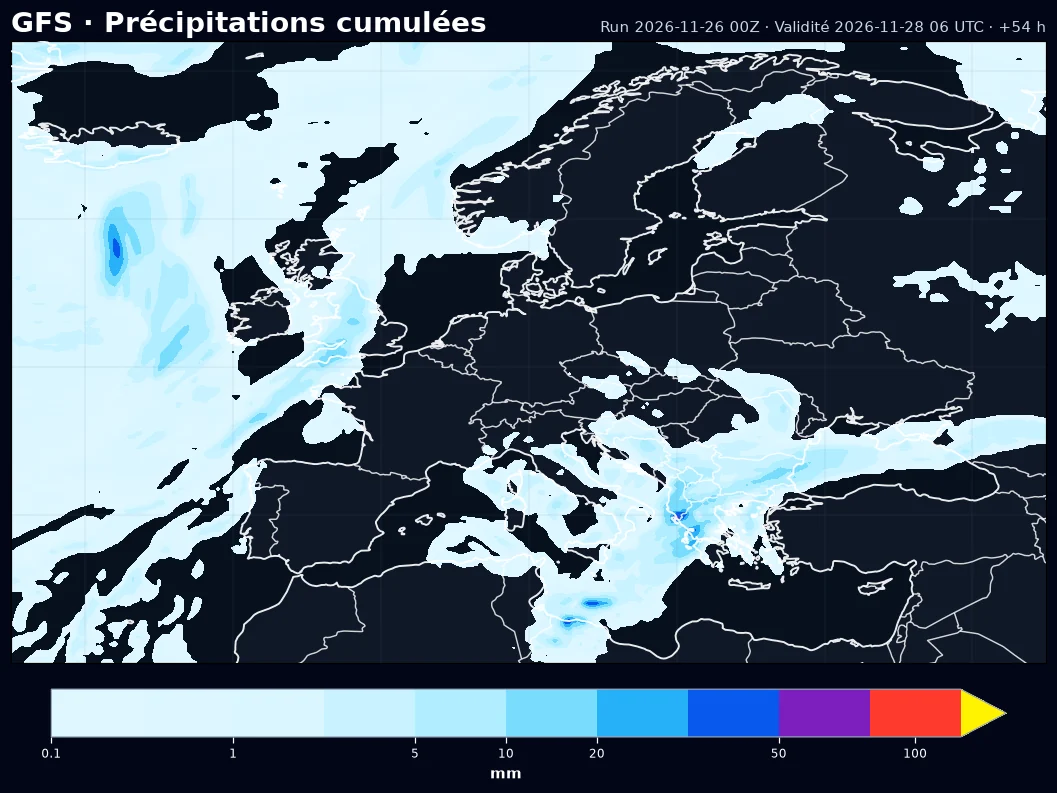 GFS · Précipitations cumulées
Run 2026-11-26 00Z · Validité 2026-11-28 06 UTC · +54 h
0.1 1 5 10 20 50 100
mm